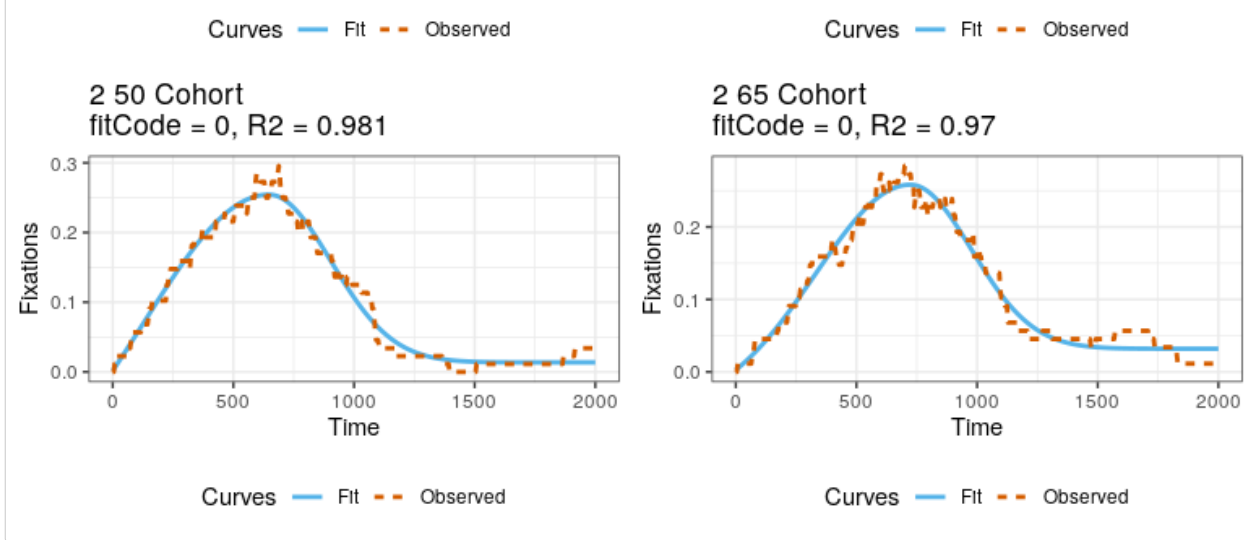 Curves Fit Observed
Curves Fit Observed
2 50 Cohort
fitCode = 0, R2 = 0.981
2 65 Cohort
fitCode = 0, R2 = 0.97
Fixations
0.3
0.2
0.1
0.0
0 500 1000 1500 2000
Time
Fixations
0.2
0.1
0.0
0 500 1000 1500 2000
Time
Curves Fit Observed
Curves Fit Observed